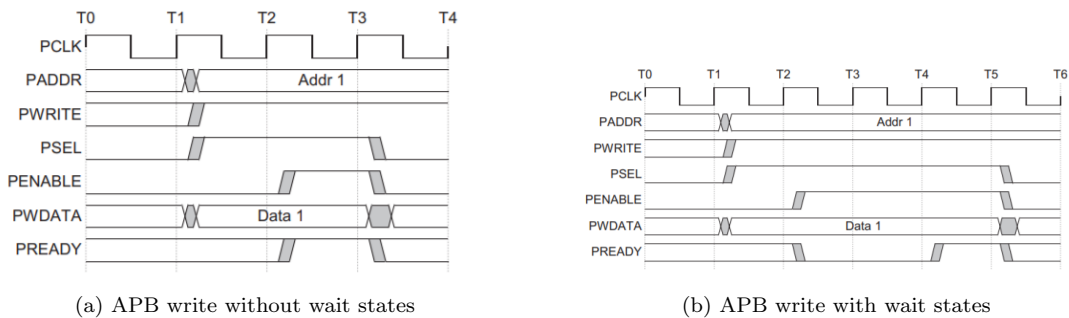 T0 T1 T2 T3 T4
PCLK
PADDR Addr 1
PWRITE
PSEL
PENABLE
PWDATA Data 1
PREADY
(a) APB write without wait states
T0 T1 T2 T3 T4 T5 T6
PCLK
PADDR Addr 1
PWRITE
PSEL
PENABLE
PWDATA Data 1
PREADY
(b) APB write with wait states